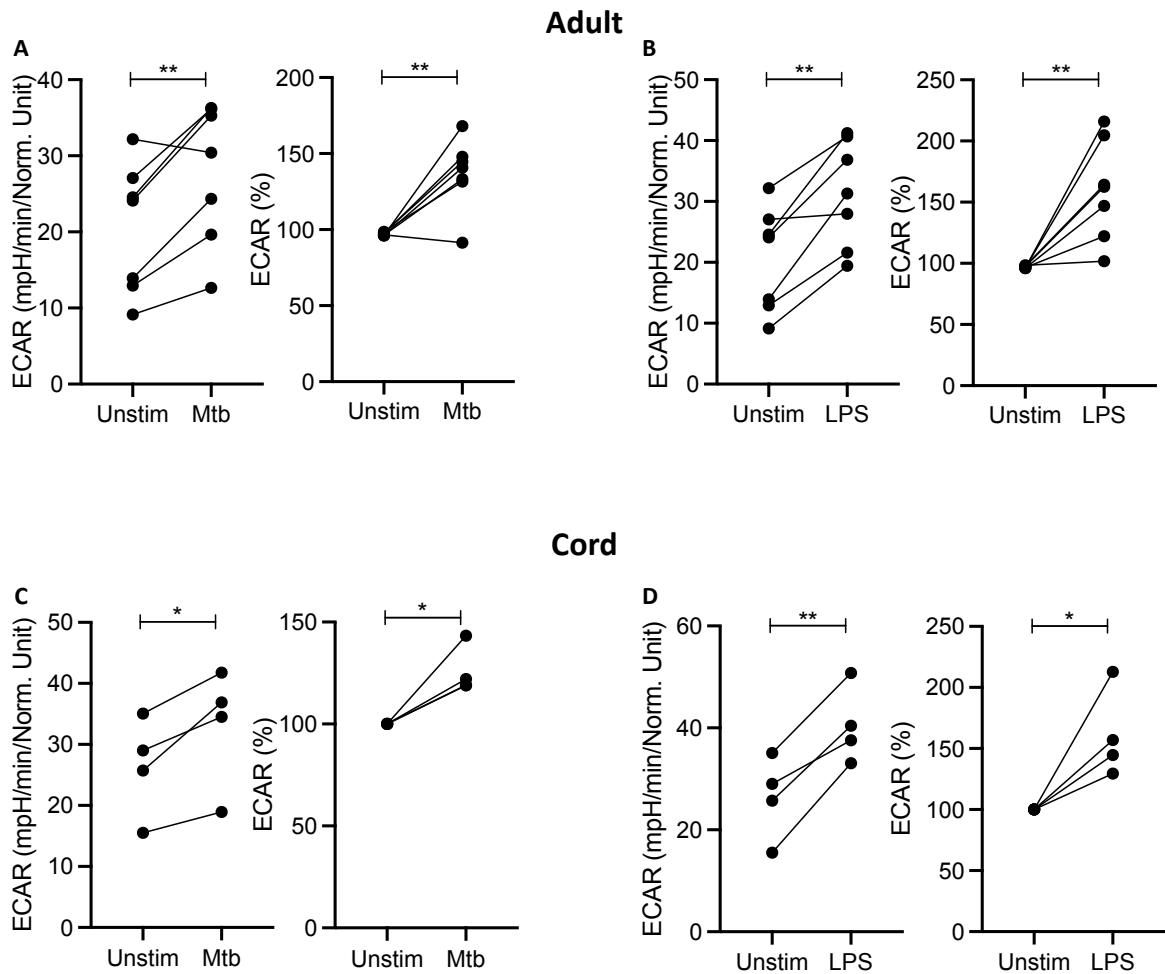 Adult
A
**
ECAR (mpH/min/Norm. Unit)
40
30
20
10
0
Unstim Mtb
**
ECAR (%)
200
150
100
50
0
Unstim Mtb
B
**
ECAR (mpH/min/Norm. Unit)
50
40
30
20
10
0
Unstim LPS
**
ECAR (%)
250
200
150
100
50
0
Unstim LPS
Cord
C
*
ECAR (mpH/min/Norm. Unit)
50
40
30
20
10
0
Unstim Mtb
*
ECAR (%)
150
100
50
0
Unstim Mtb
D
**
ECAR (mpH/min/Norm. Unit)
60
40
20
0
Unstim LPS
*
ECAR (%)
250
200
150
100
50
0
Unstim LPS